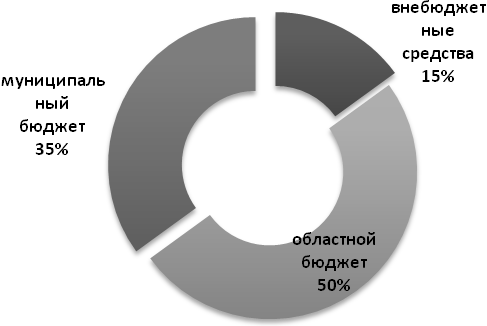 внебюджет
ные
средства
15%
муниципаль
ный
бюджет
35%
областной
бюджет
50%